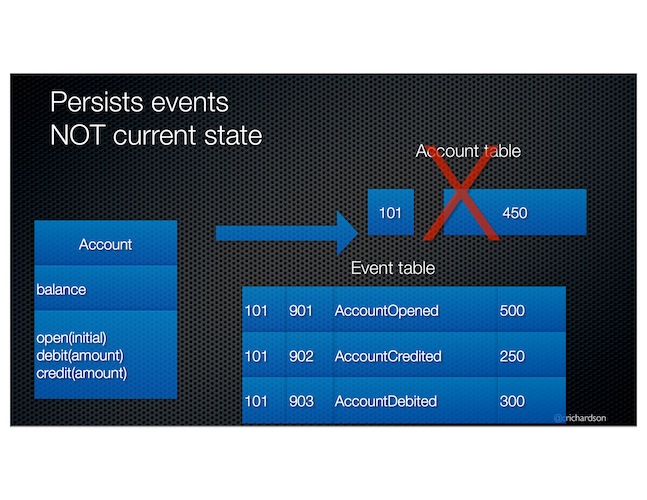 Persists events
NOT current state
Account table
101 450
Account
balance
open(initial)
debit(amount)
credit(amount)
Event table
101 901 AccountOpened 500
101 902 AccountCredited 250
101 903 AccountDebited 300
@crichardson